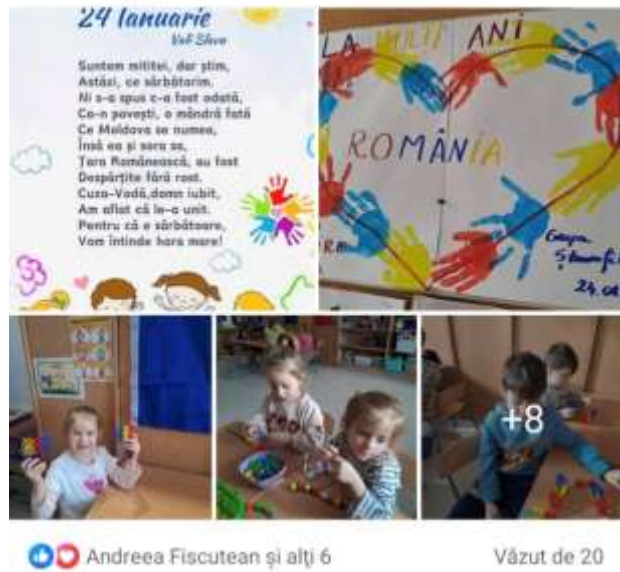 24 Ianuarie
Vali Slavu
Suntem mititei, dar știm,
Astăzi, ce sărbătorim.
Ni s-a spus c-a fost odată,
Ca-n povești, o mândră fată
Ce Moldova se numea,
Însă ea și sora sa,
Țara Românească, au fost
Despărțite fără rost.
Cuza-Vodă,domn iubit,
Am aflat că le-a unit.
Pentru că e sărbătoare,
Vom întinde hora mare!
LA MULȚI ANI
ROMÂNIA
Grupa
24.01
+8
Andreea Fiscutean și alți 6
Văzut de 20